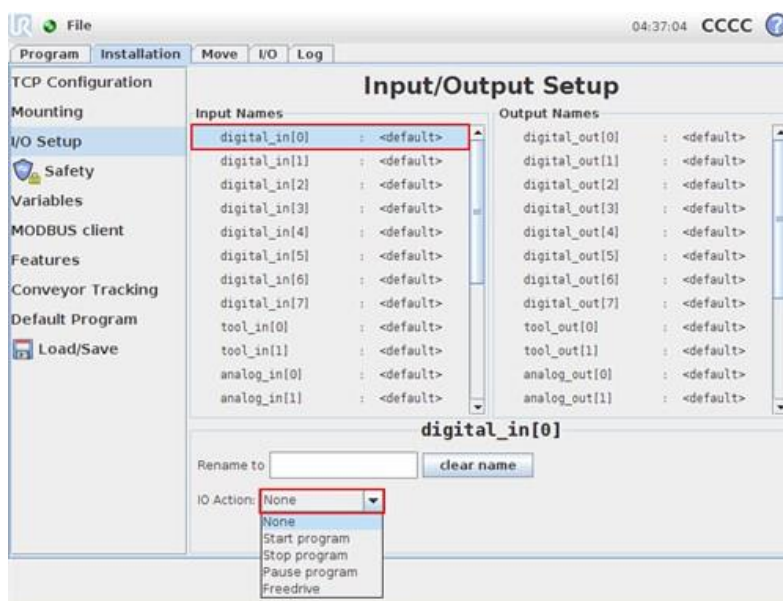 File
04:37:04 CCCC ?
Program Installation Move I/O Log
TCP Configuration
Mounting
I/O Setup
Safety
Variables
MODBUS client
Features
Conveyor Tracking
Default Program
Load/Save
Input/Output Setup
Input Names
digital_in[0] : <default>
digital_in[1] : <default>
digital_in[2] : <default>
digital_in[3] : <default>
digital_in[4] : <default>
digital_in[5] : <default>
digital_in[6] : <default>
digital_in[7] : <default>
tool_in[0] : <default>
tool_in[1] : <default>
analog_in[0] : <default>
analog_in[1] : <default>
Output Names
digital_out[0] : <default>
digital_out[1] : <default>
digital_out[2] : <default>
digital_out[3] : <default>
digital_out[4] : <default>
digital_out[5] : <default>
digital_out[6] : <default>
digital_out[7] : <default>
tool_out[0] : <default>
tool_out[1] : <default>
analog_out[0] : <default>
analog_out[1] : <default>
digital_in[0]
Rename to
clear name
IO Action: None
None
Start program
Stop program
Pause program
Freedrive